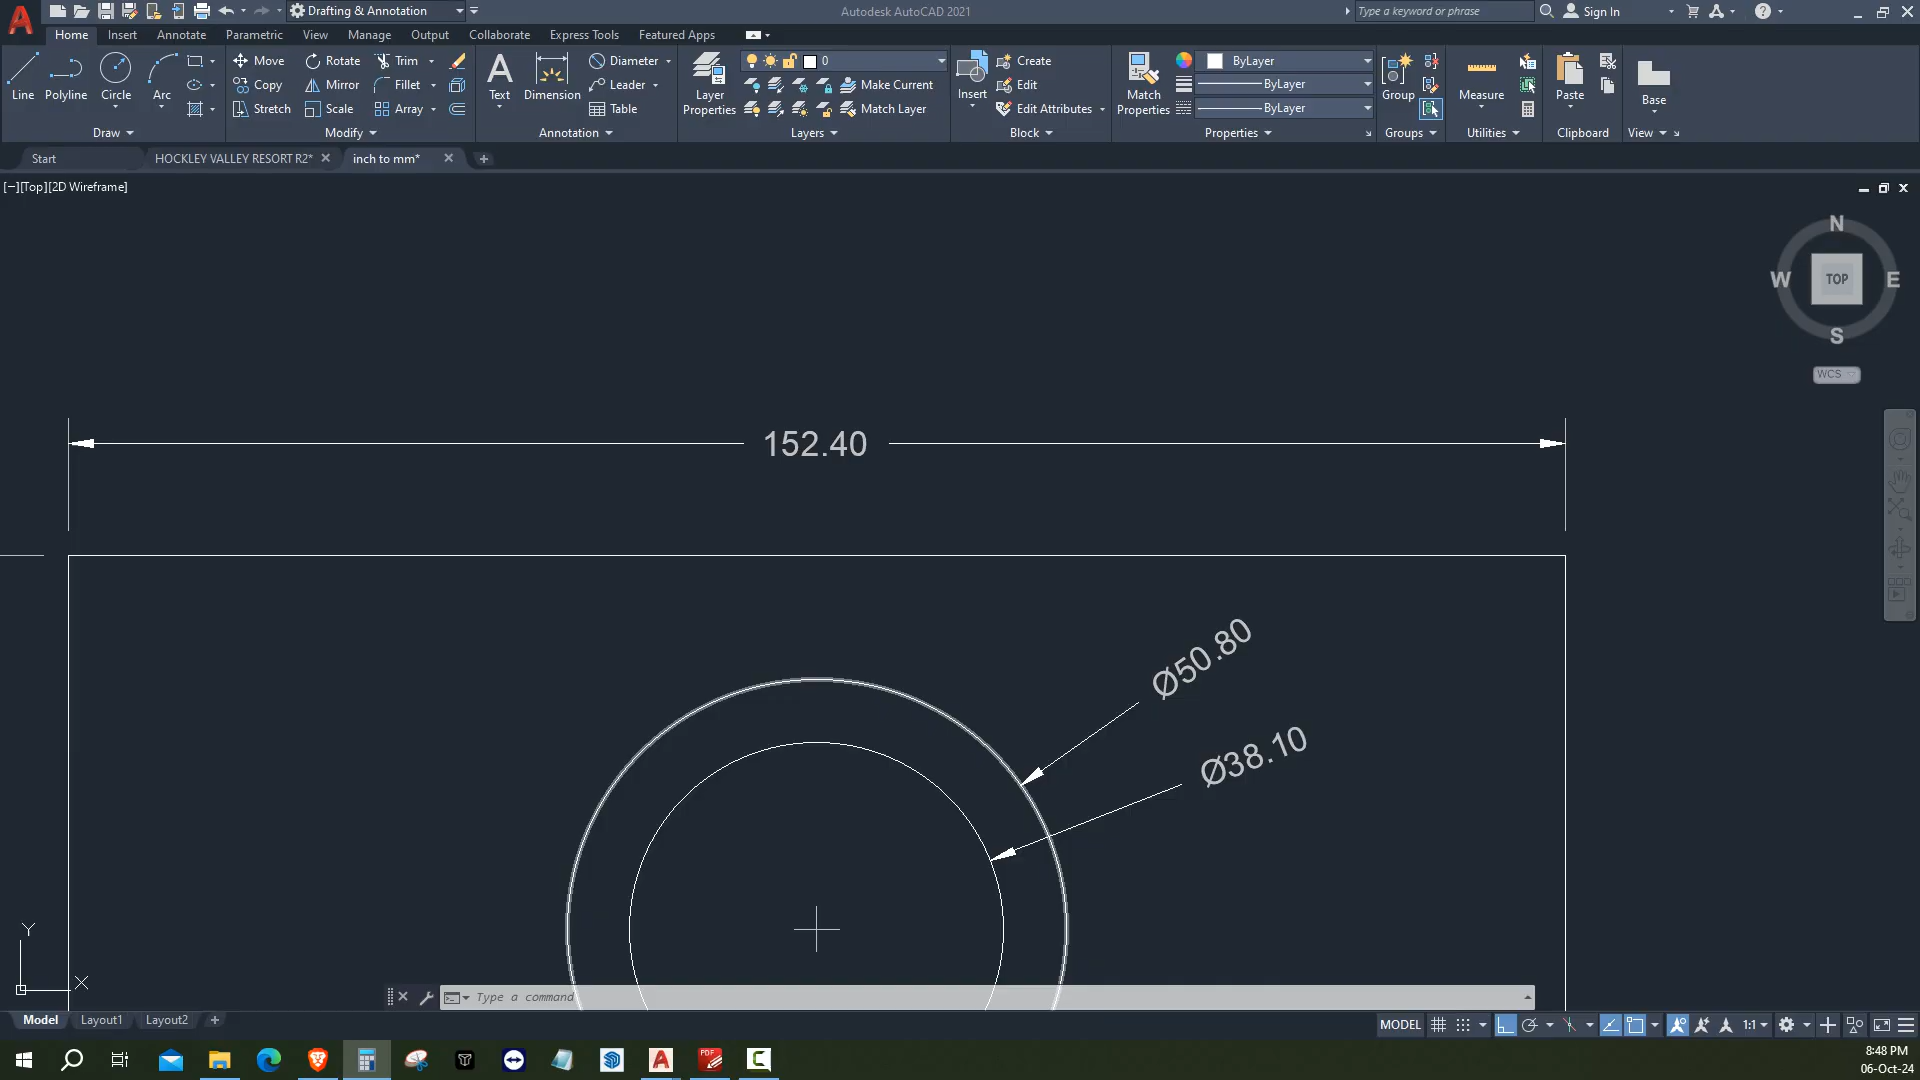 Drafting & Annotation
Autodesk AutoCAD 2021
Type a keyword or phrase
Sign In
Home Insert Annotate Parametric View Manage Output Collaborate Express Tools Featured Apps
Move Rotate Trim Diameter 0 Create ByLayer
Line Polyline Circle Arc Copy Mirror Fillet Text Dimension Leader Layer Properties Make Current Insert Edit Match Properties ByLayer Group Measure Paste Base
Stretch Scale Array Table Match Layer Edit Attributes ByLayer
Draw Modify Annotation Layers Block Properties Groups Utilities Clipboard View
Start HOCKLEY VALLEY RESORT R2* inch to mm*
[−][Top][2D Wireframe]
N
W TOP E
S
WCS
152.40
Ø50.80
Ø38.10
Y
X
Type a command
Model Layout1 Layout2
MODEL 1:1
PDF
8:48 PM
06-Oct-24